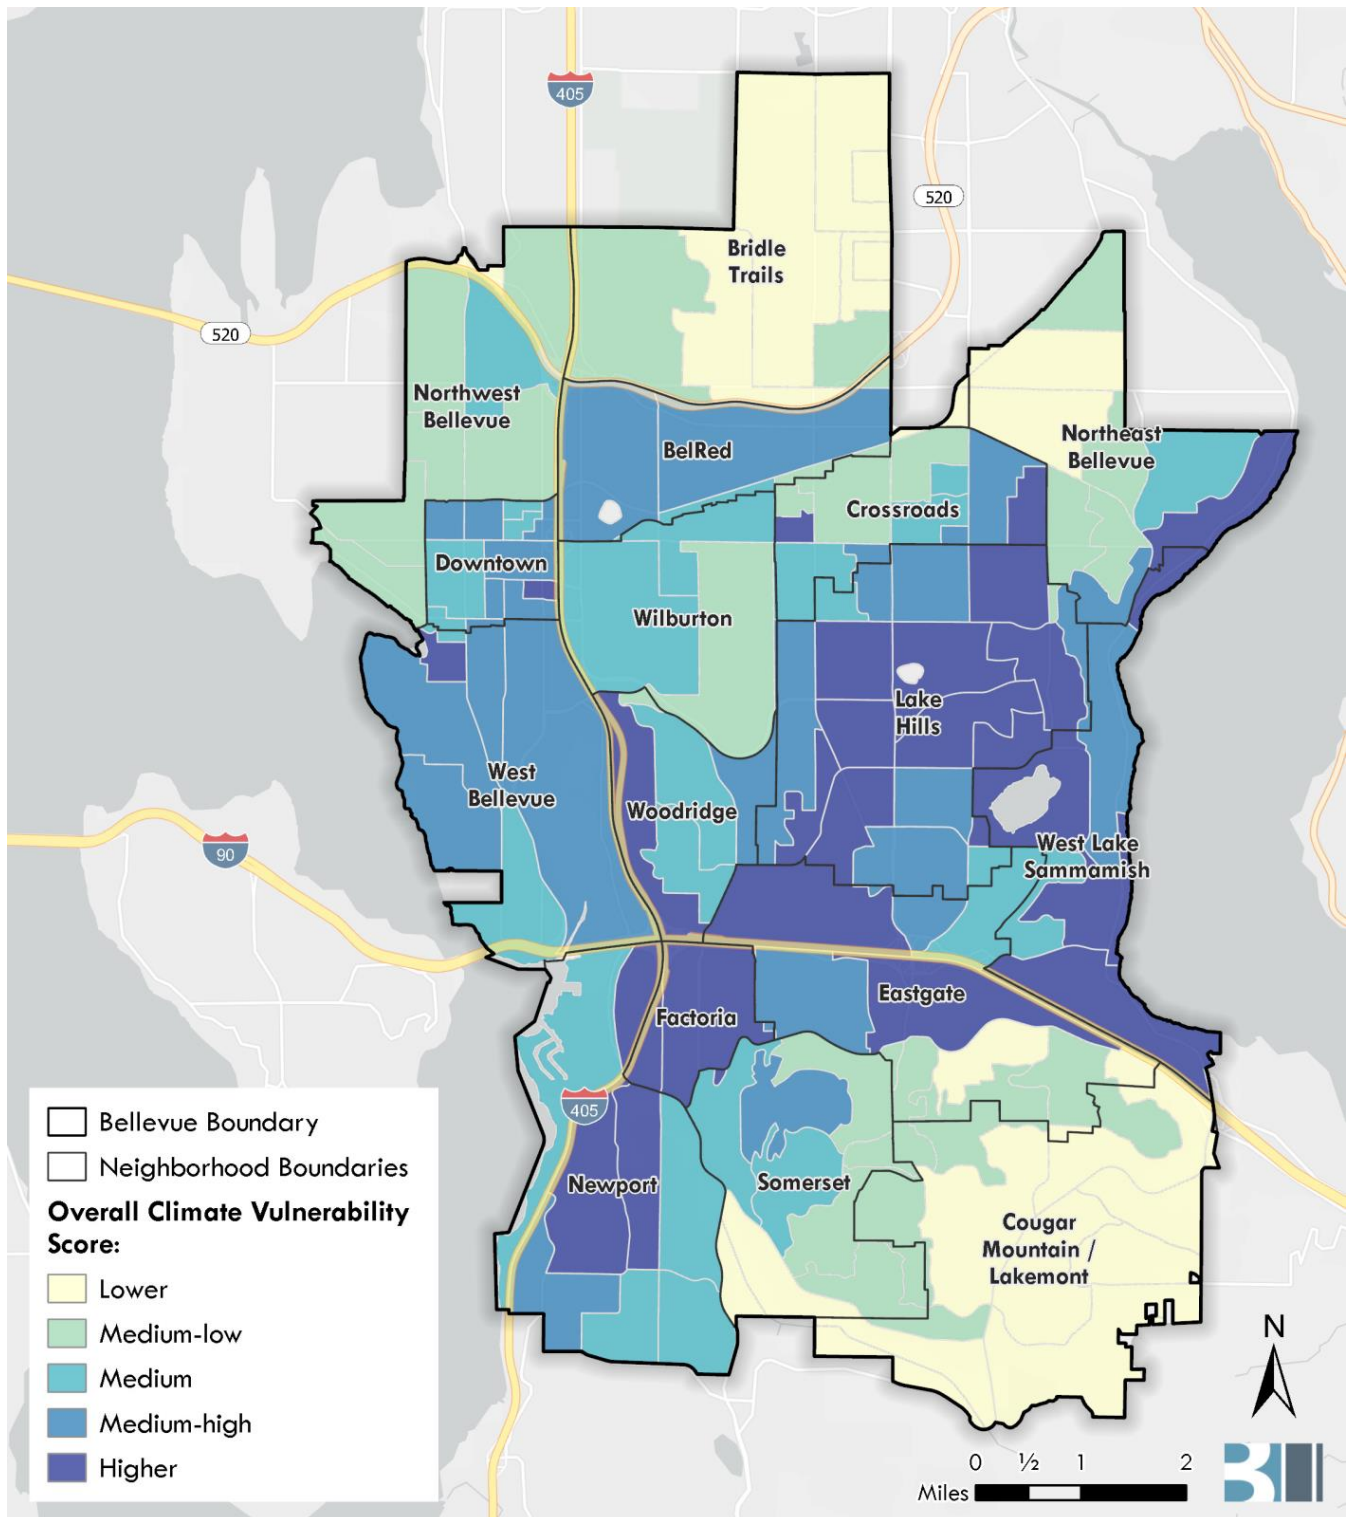 405
520
Bridle
Trails
520
Northwest
Bellevue
BelRed
Northeast
Bellevue
Crossroads
Downtown
Wilburton
Lake
Hills
West
Bellevue
Woodridge
90
West Lake
Sammamish
Eastgate
Factoria
405
Newport
Somerset
Cougar
Mountain /
Lakemont
Bellevue Boundary
Neighborhood Boundaries
Overall Climate Vulnerability
Score:
Lower
Medium-low
Medium
Medium-high
Higher
N
0 ½ 1 2
Miles